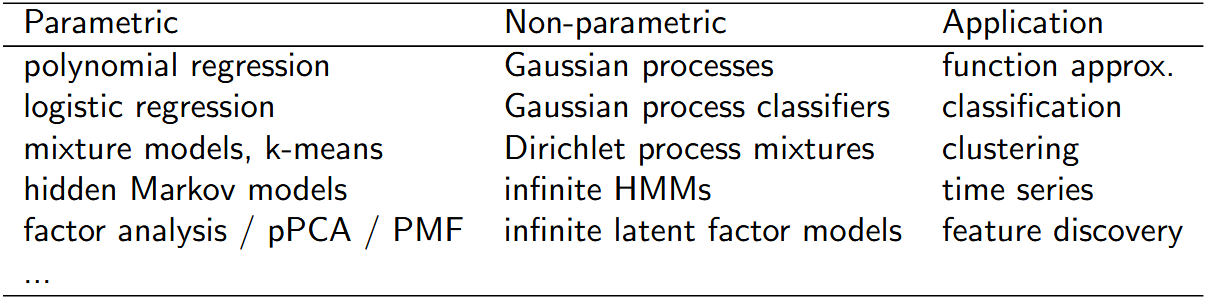 Parametric Non-parametric Application
polynomial regression Gaussian processes function approx.
logistic regression Gaussian process classifiers classification
mixture models, k-means Dirichlet process mixtures clustering
hidden Markov models infinite HMMs time series
factor analysis / pPCA / PMF infinite latent factor models feature discovery
...